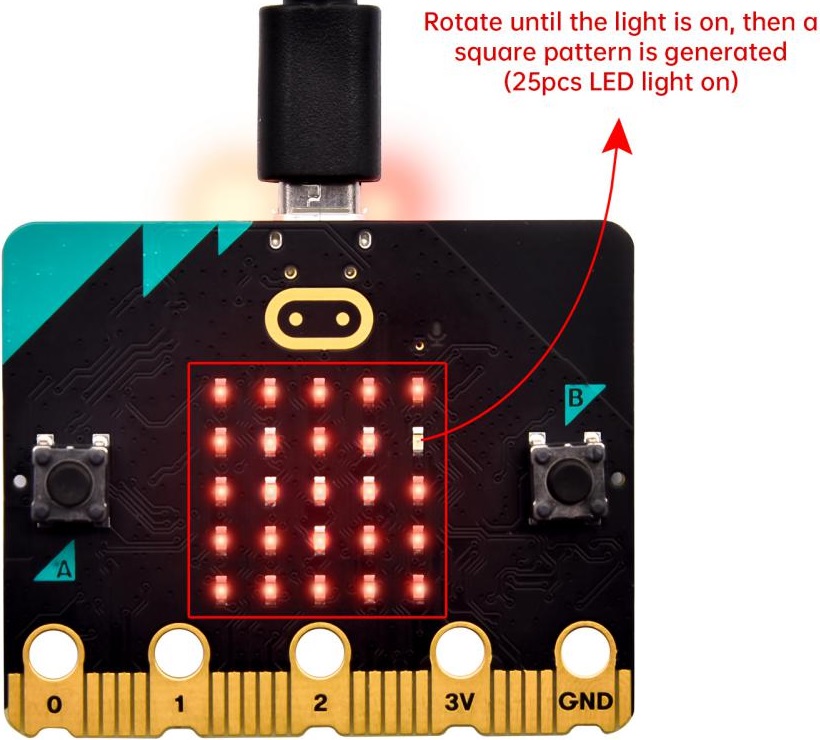 Rotate until the light is on, then a
square pattern is generated
(25pcs LED light on)
B
A
0 1 2 3V GND